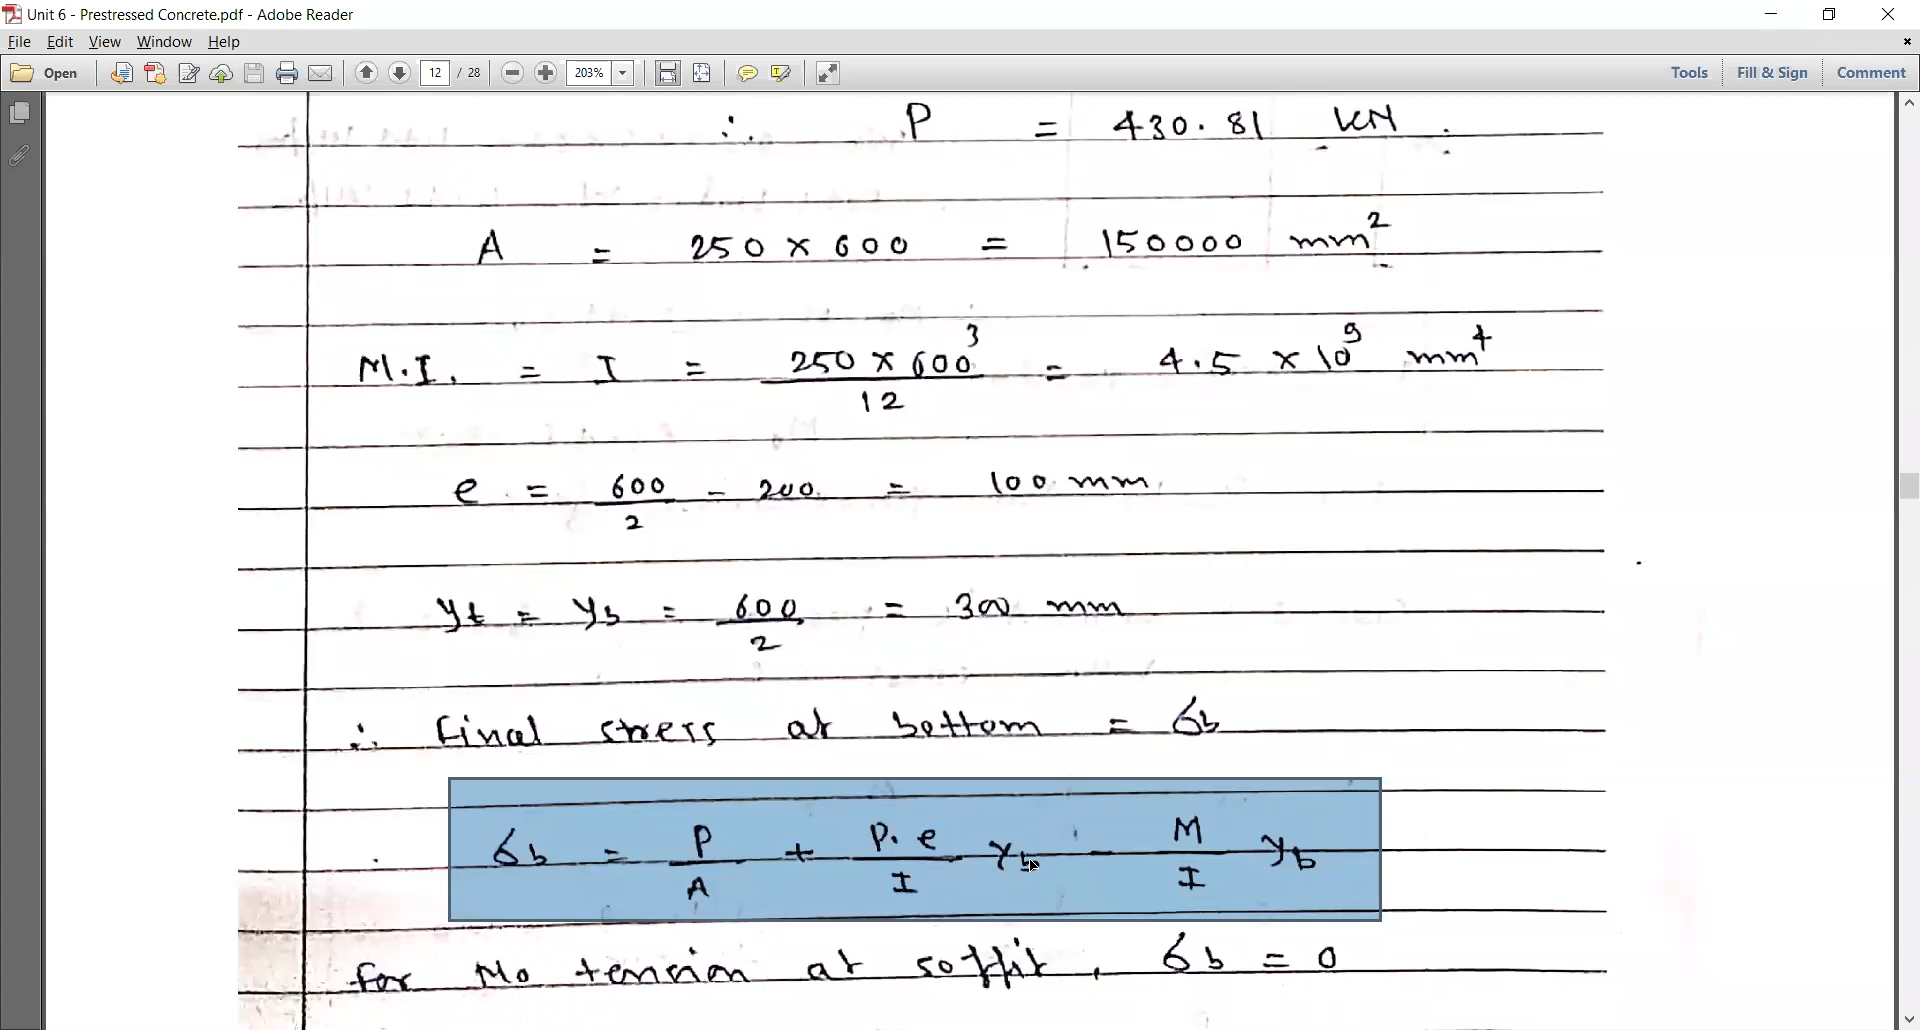 Unit 6 - Prestressed Concrete.pdf - Adobe Reader
File Edit View Window Help
Open 12 / 28 203% Tools Fill & Sign Comment
∴ P = 430.81 kN
A = 250 × 600 = 150000 mm²
M.I. = I = 250 × 600³ / 12 = 4.5 × 10⁹ mm⁴
e = 600 / 2 - 200 = 100 mm
yt = yb = 600 / 2 = 300 mm
∴ Final stress at bottom = σb
σb = P / A + P. e / I yb - M / I yb
for No tension at soffit, σb = 0